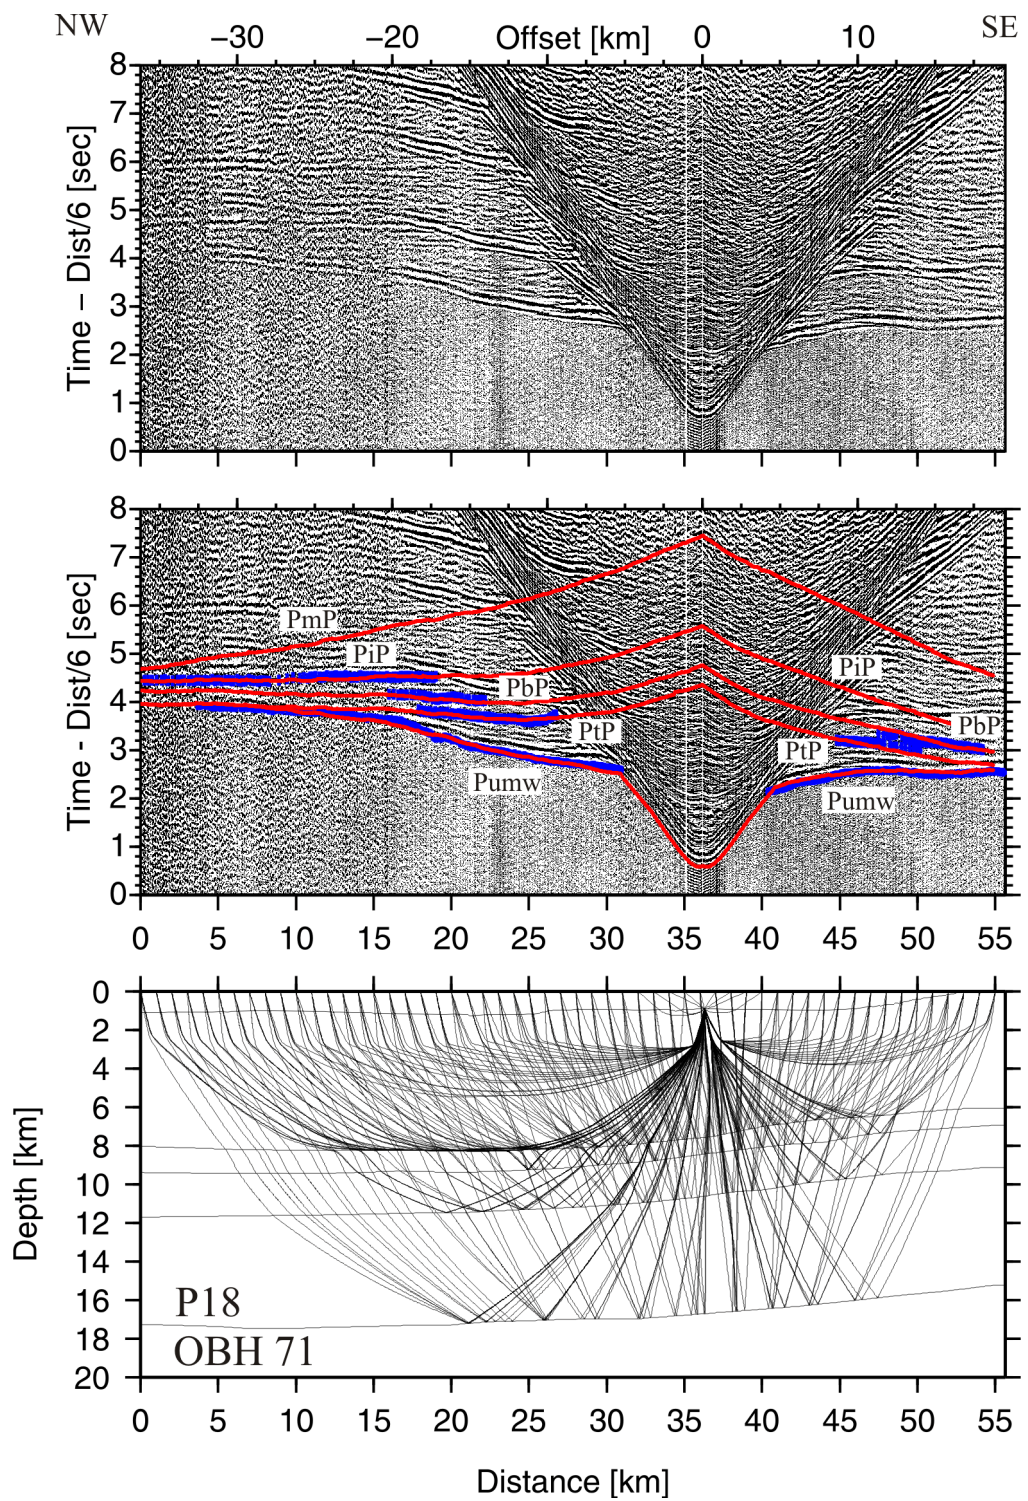 NW SE
−30 −20 Offset [km] 0 10
8
7
6
5
4
3
2
1
0
Time – Dist/6 [sec]
8
7
6
5
4
3
2
1
0
Time - Dist/6 [sec]
PmP
PiP PiP
PbP PbP
PtP PtP
Pumw Pumw
0 5 10 15 20 25 30 35 40 45 50 55
0
2
4
6
8
10
12
14
16
18
20
Depth [km]
P18
OBH 71
0 5 10 15 20 25 30 35 40 45 50 55
Distance [km]